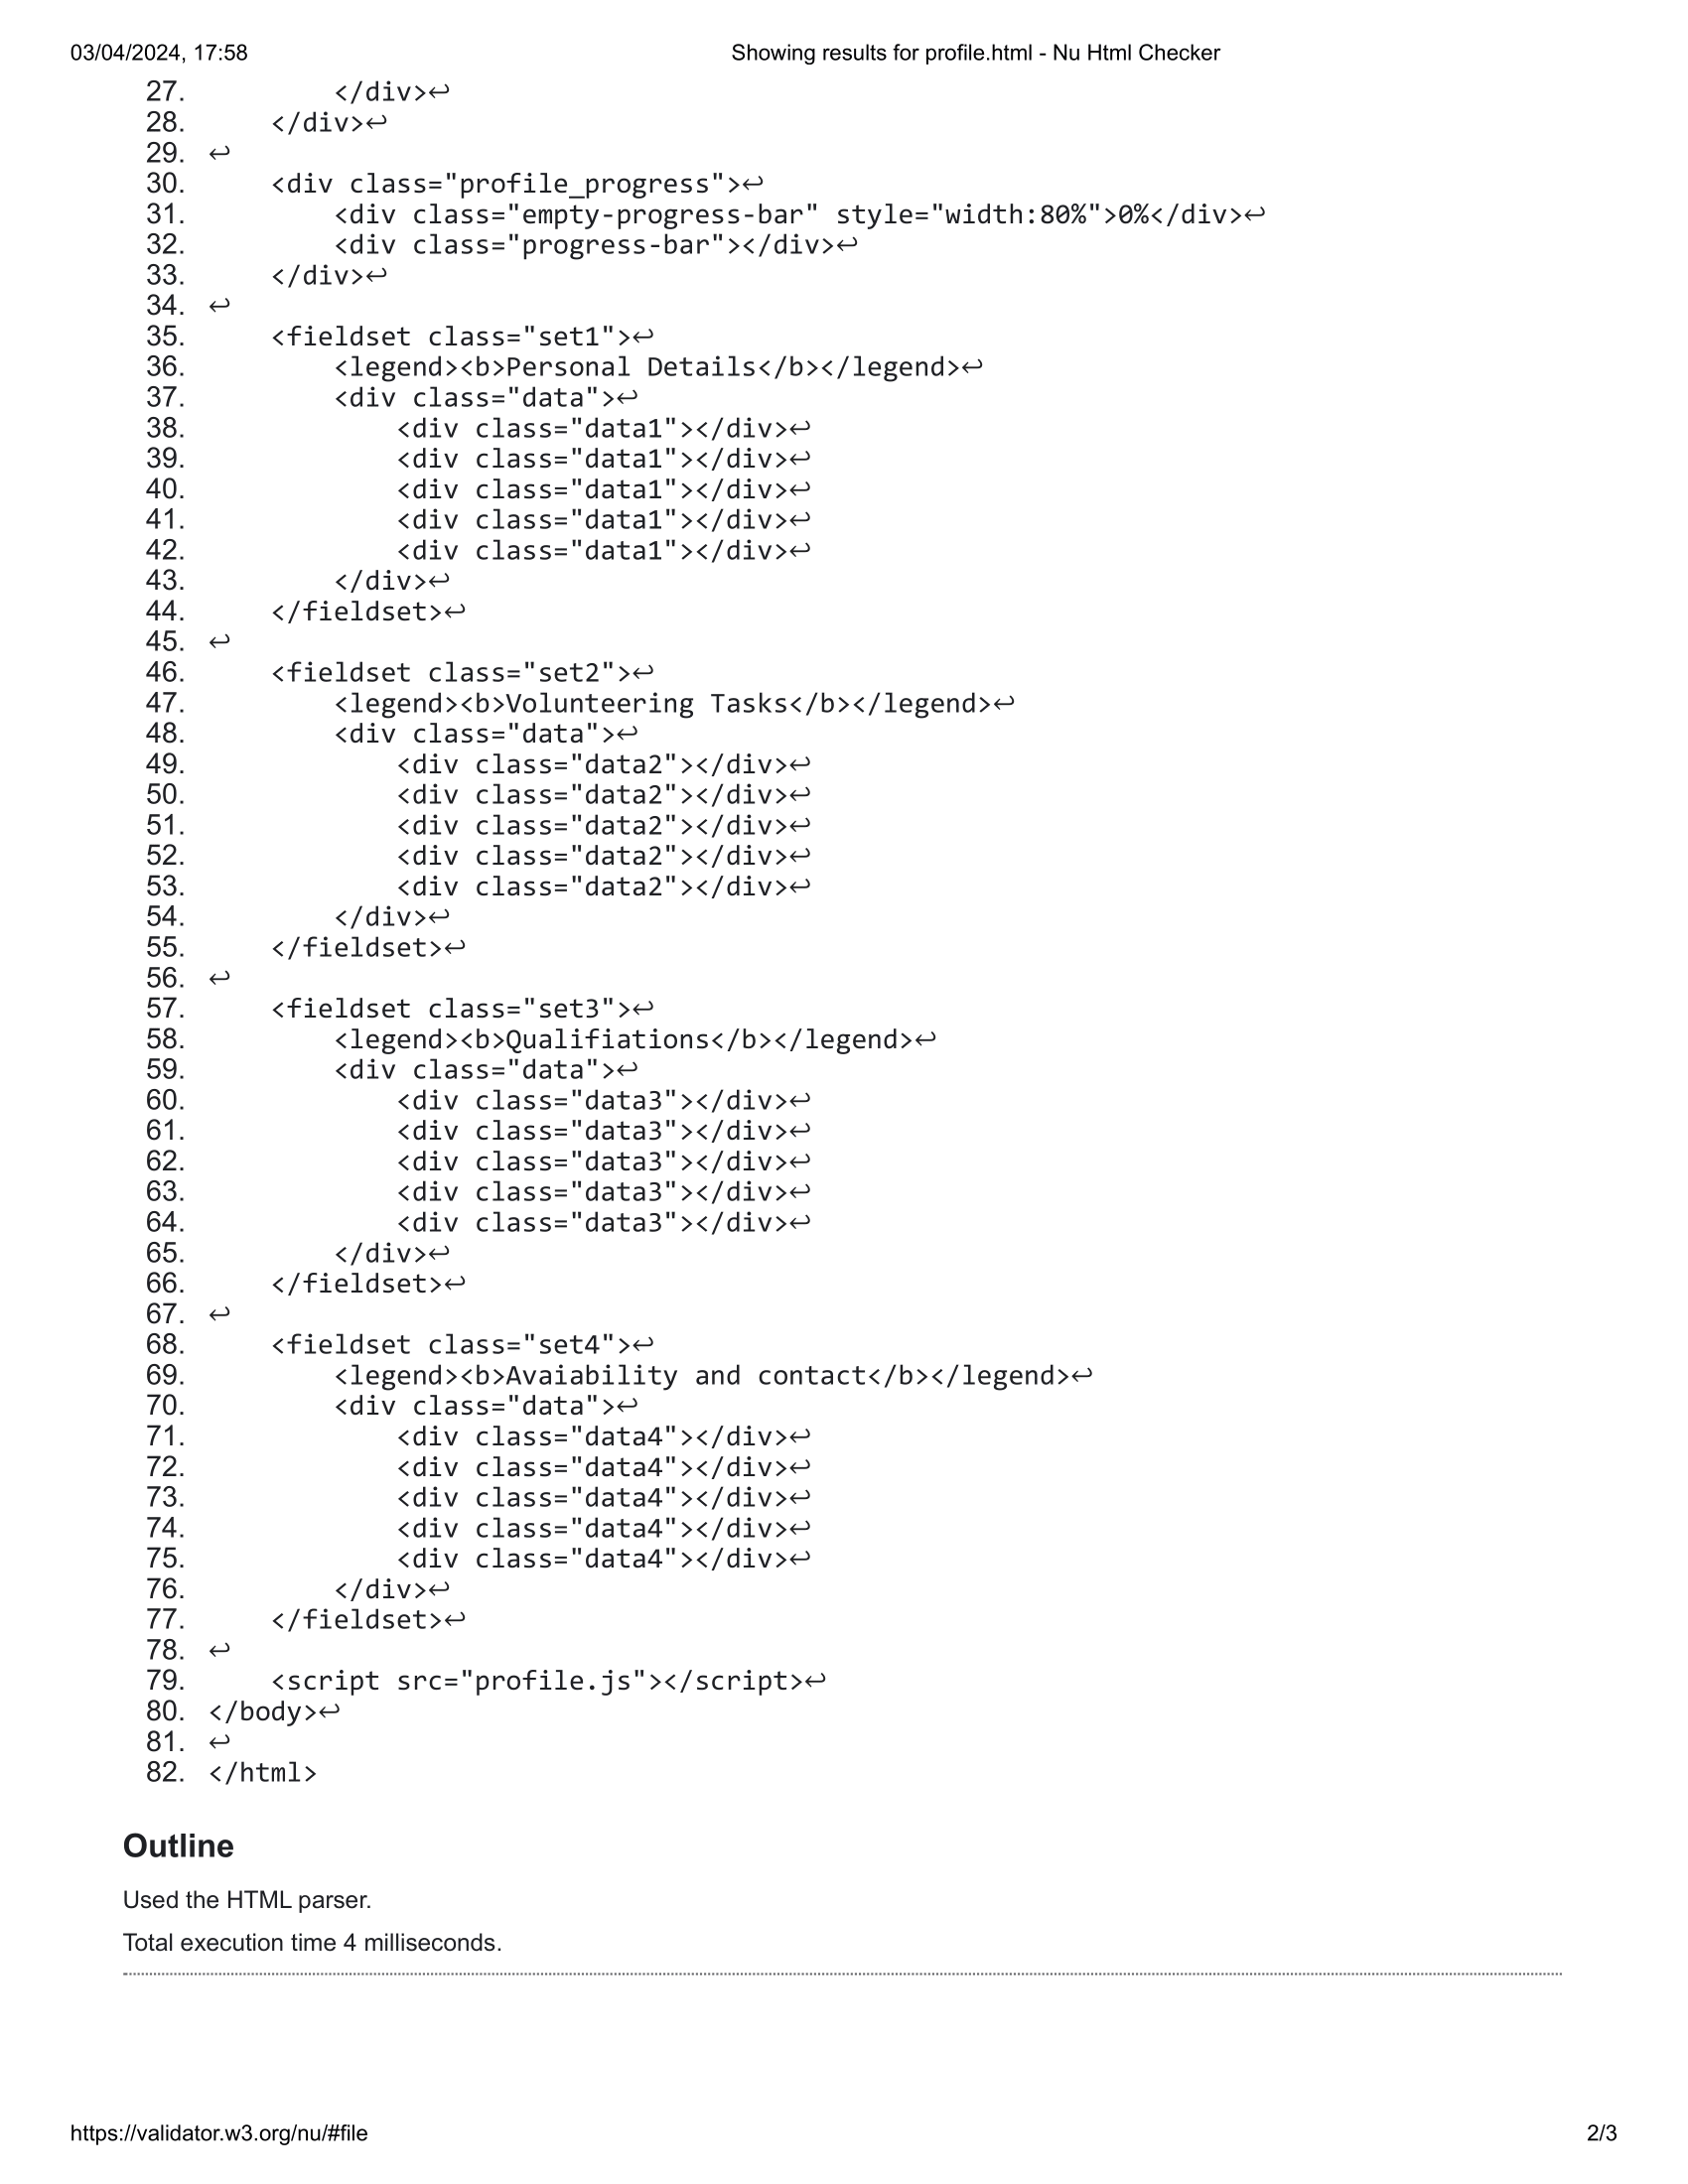 03/04/2024, 17:58 Showing results for profile.html - Nu Html Checker
27. </div>↩
28. </div>↩
29. ↩
30. <div class="profile_progress">↩
31. <div class="empty-progress-bar" style="width:80%">0%</div>↩
32. <div class="progress-bar"></div>↩
33. </div>↩
34. ↩
35. <fieldset class="set1">↩
36. <legend><b>Personal Details</b></legend>↩
37. <div class="data">↩
38. <div class="data1"></div>↩
39. <div class="data1"></div>↩
40. <div class="data1"></div>↩
41. <div class="data1"></div>↩
42. <div class="data1"></div>↩
43. </div>↩
44. </fieldset>↩
45. ↩
46. <fieldset class="set2">↩
47. <legend><b>Volunteering Tasks</b></legend>↩
48. <div class="data">↩
49. <div class="data2"></div>↩
50. <div class="data2"></div>↩
51. <div class="data2"></div>↩
52. <div class="data2"></div>↩
53. <div class="data2"></div>↩
54. </div>↩
55. </fieldset>↩
56. ↩
57. <fieldset class="set3">↩
58. <legend><b>Qualifiations</b></legend>↩
59. <div class="data">↩
60. <div class="data3"></div>↩
61. <div class="data3"></div>↩
62. <div class="data3"></div>↩
63. <div class="data3"></div>↩
64. <div class="data3"></div>↩
65. </div>↩
66. </fieldset>↩
67. ↩
68. <fieldset class="set4">↩
69. <legend><b>Avaiability and contact</b></legend>↩
70. <div class="data">↩
71. <div class="data4"></div>↩
72. <div class="data4"></div>↩
73. <div class="data4"></div>↩
74. <div class="data4"></div>↩
75. <div class="data4"></div>↩
76. </div>↩
77. </fieldset>↩
78. ↩
79. <script src="profile.js"></script>↩
80. </body>↩
81. ↩
82. </html>
Outline
Used the HTML parser.
Total execution time 4 milliseconds.
https://validator.w3.org/nu/#file 2/3